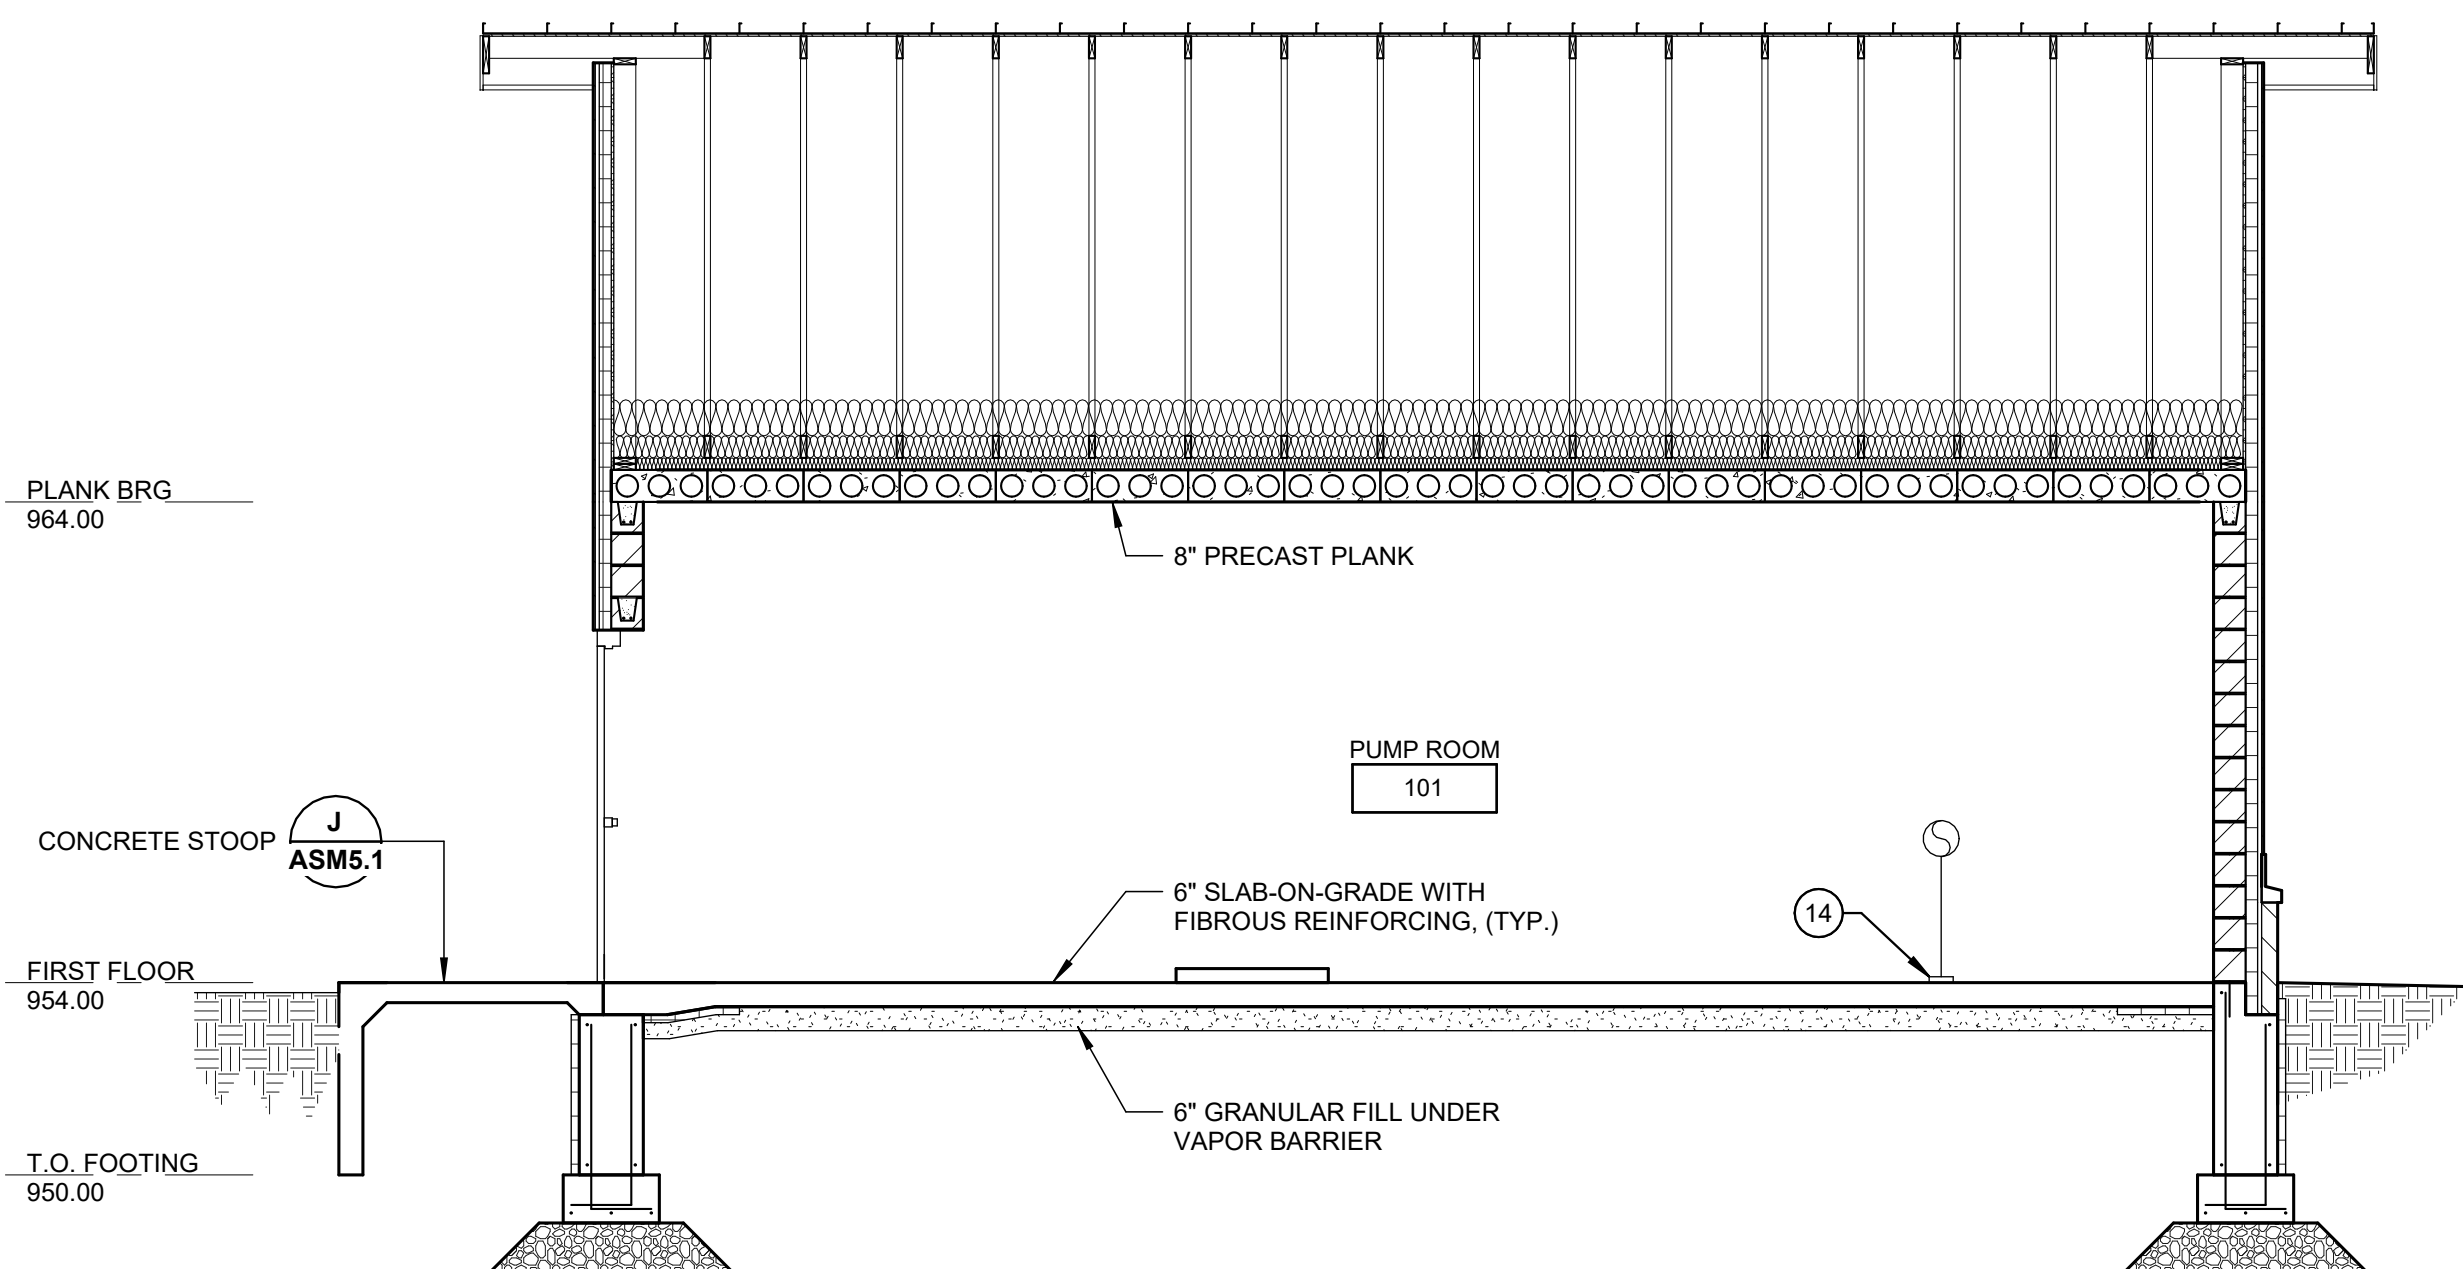 PLANK BRG
964.00
8" PRECAST PLANK
PUMP ROOM
101
J
CONCRETE STOOP
ASM5.1
6" SLAB-ON-GRADE WITH
FIBROUS REINFORCING, (TYP.)
14
FIRST FLOOR
954.00
6" GRANULAR FILL UNDER
VAPOR BARRIER
T.O. FOOTING
950.00